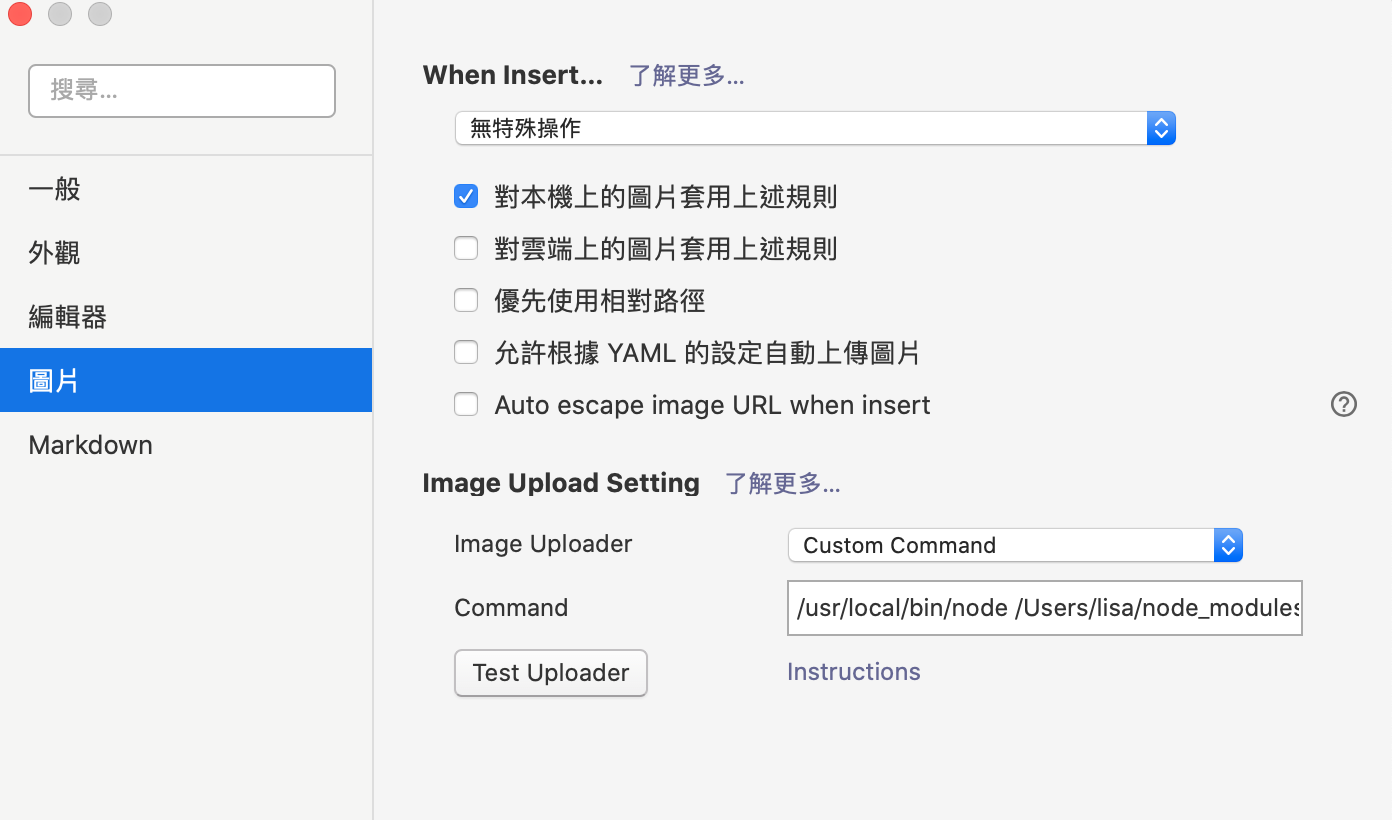 搜尋...
一般
外觀
編輯器
圖片
Markdown
When Insert... 了解更多...
無特殊操作
對本機上的圖片套用上述規則
對雲端上的圖片套用上述規則
優先使用相對路徑
允許根據 YAML 的設定自動上傳圖片
Auto escape image URL when insert
Image Upload Setting 了解更多...
Image Uploader Custom Command
Command /usr/local/bin/node /Users/lisa/node_modules
Test Uploader Instructions